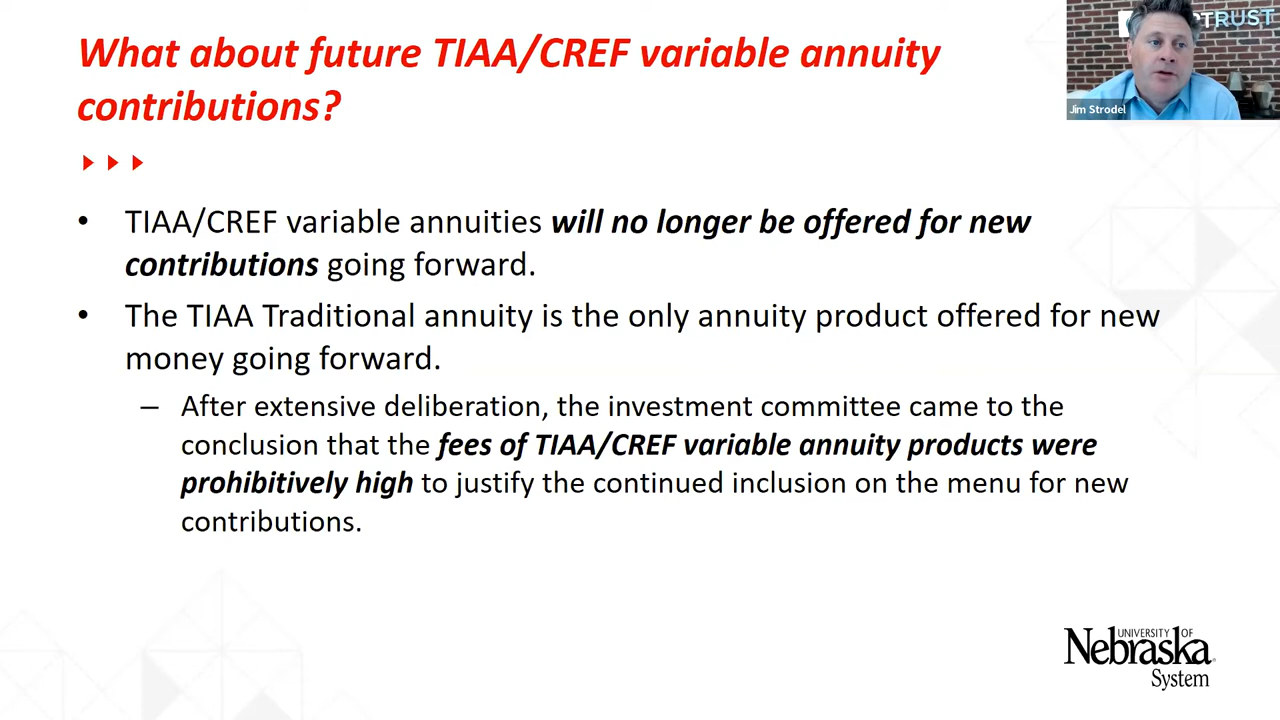 What about future TIAA/CREF variable annuity
contributions?
TRUST
Jim Strodel
• TIAA/CREF variable annuities will no longer be offered for new
contributions going forward.
• The TIAA Traditional annuity is the only annuity product offered for new
money going forward.
– After extensive deliberation, the investment committee came to the
conclusion that the fees of TIAA/CREF variable annuity products were
prohibitively high to justify the continued inclusion on the menu for new
contributions.
UNIVERSITY OF
Nebraska
System